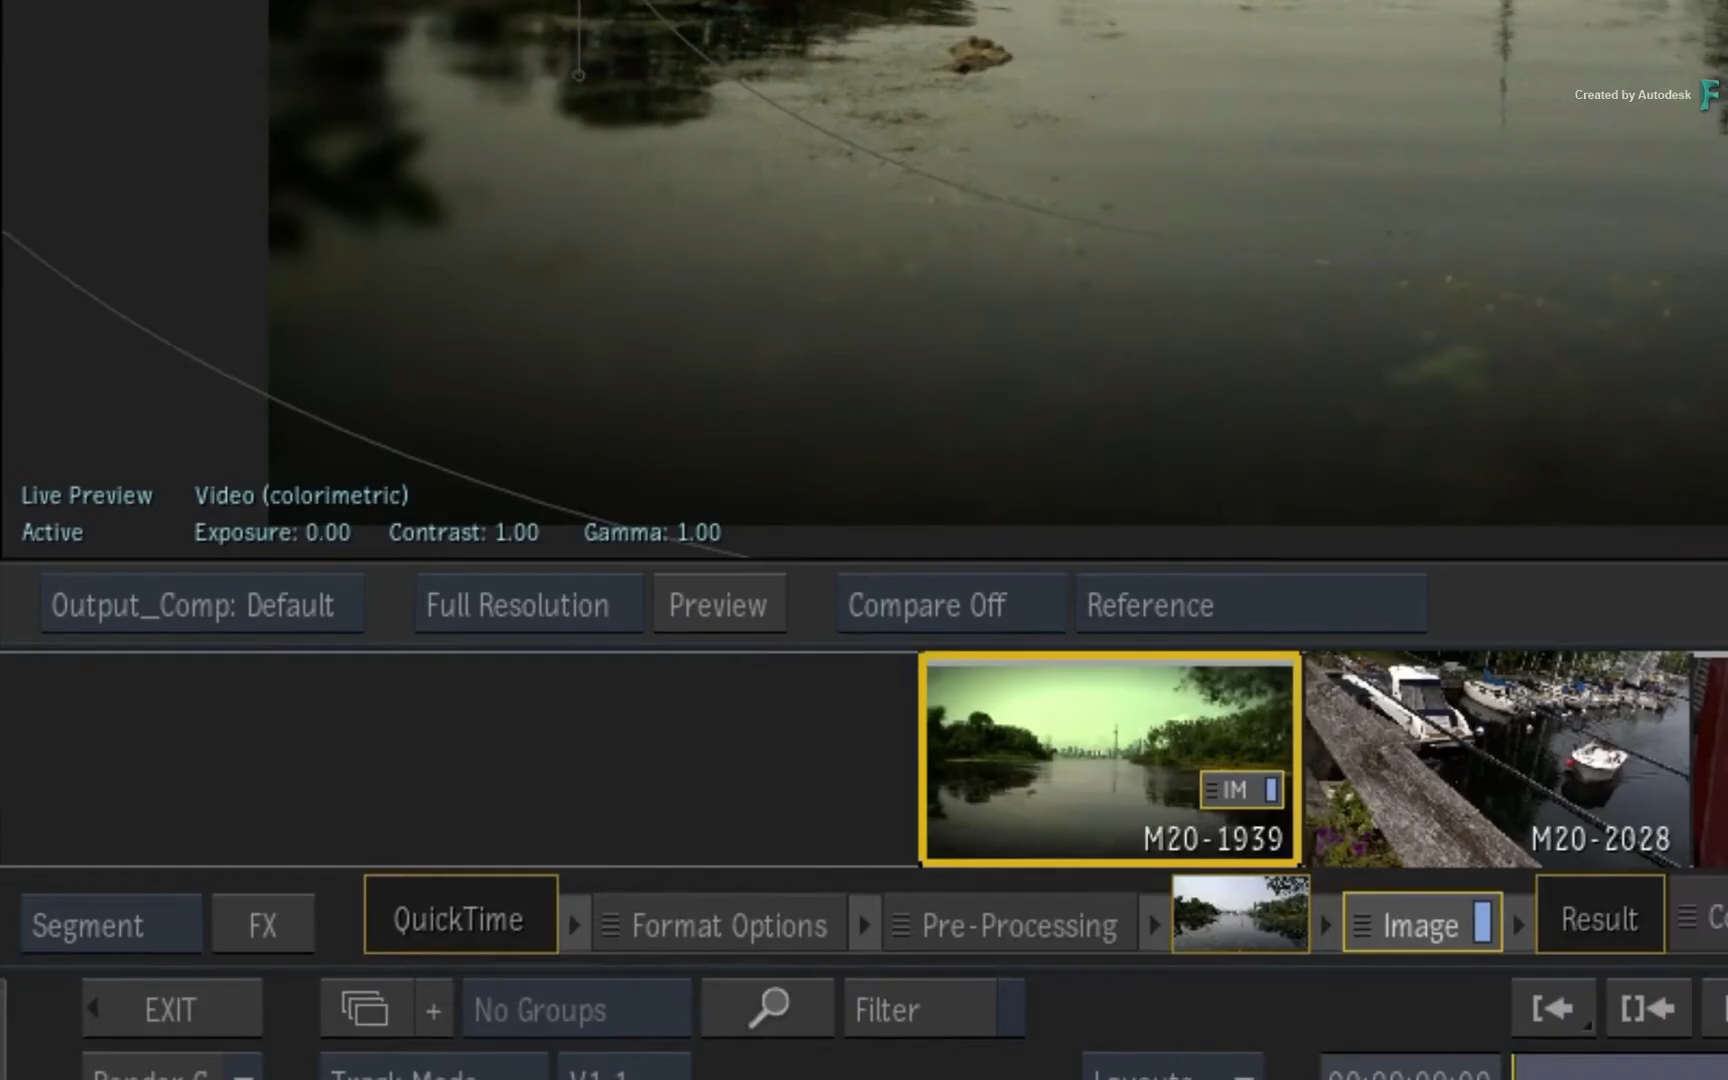 Created by Autodesk
Live Preview Video (colorimetric)
Active Exposure: 0.00 Contrast: 1.00 Gamma: 1.00
Output_Comp: Default Full Resolution Preview Compare Off Reference
IM
M20-1939 M20-2028
Segment FX QuickTime Format Options Pre-Processing Image Result
EXIT + No Groups Filter